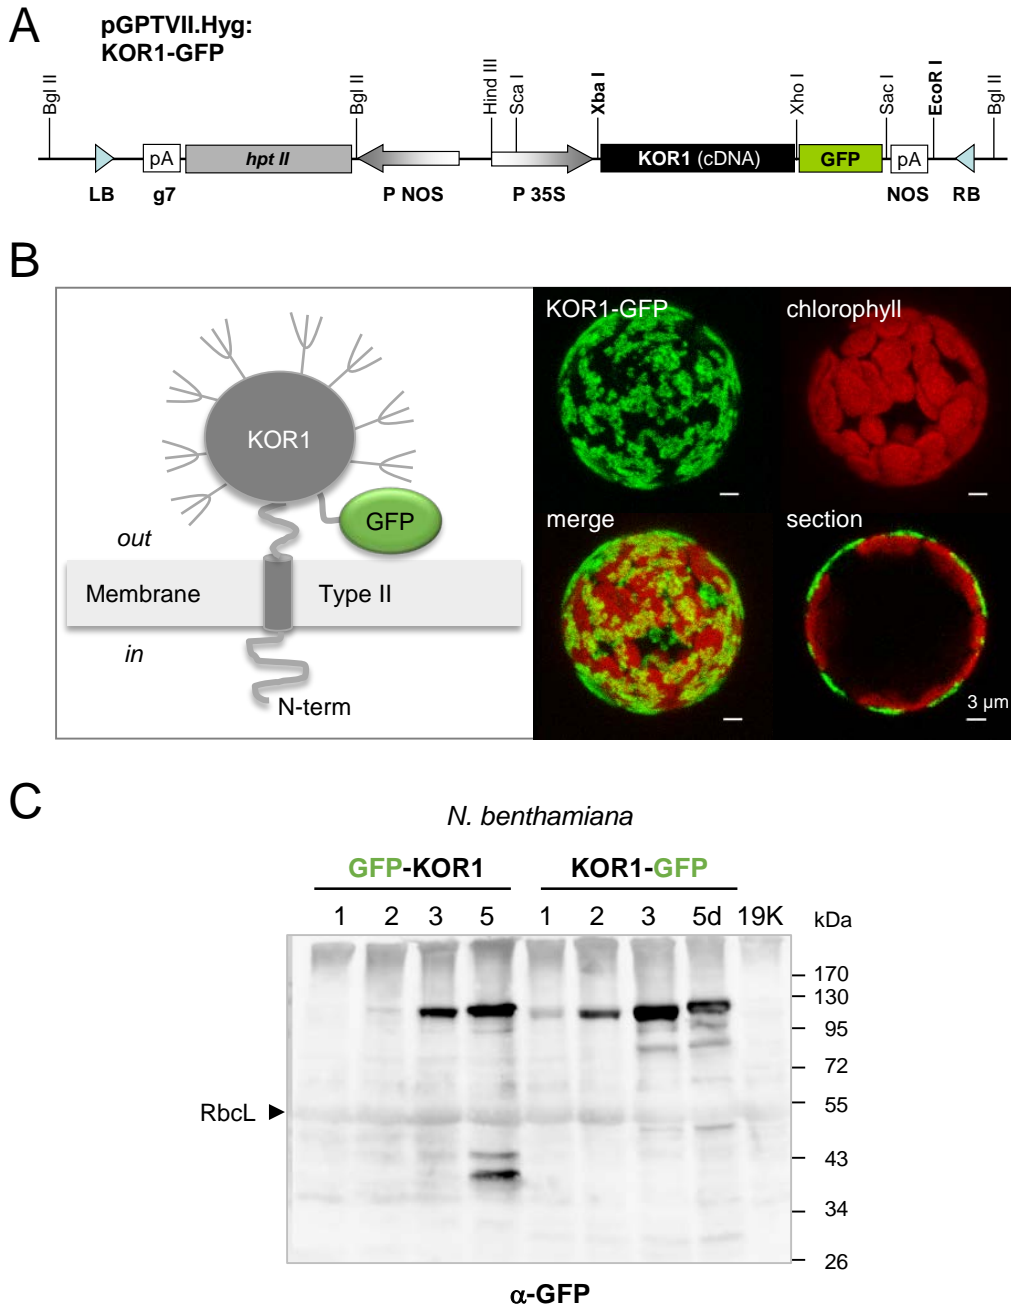 A
pGPTVII.Hyg:
KOR1-GFP
Bgl II
Bgl II
Hind III
Sca I
Xba I
Xho I
Sac I
EcoR I
Bgl II
pA
hpt II
KOR1 (cDNA)
GFP
pA
LB
g7
P NOS
P 35S
NOS
RB
B
KOR1
GFP
out
Membrane
Type II
in
N-term
KOR1-GFP
chlorophyll
merge
section
3 µm
C
N. benthamiana
GFP-KOR1
KOR1-GFP
1 2 3 5 1 2 3 5d 19K kDa
170
130
95
72
RbcL
55
43
34
26
α-GFP